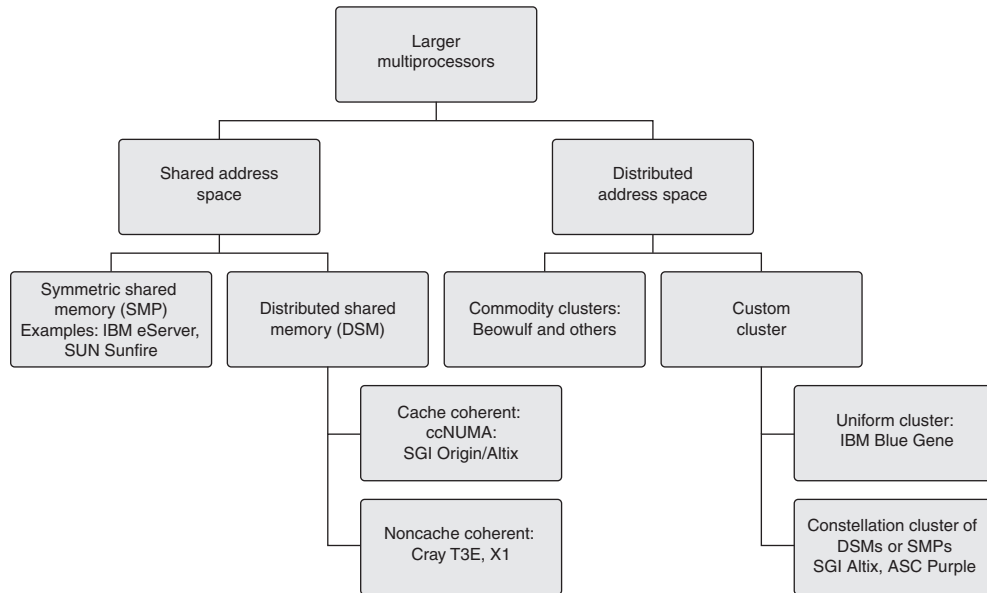 Larger
multiprocessors
Shared address
space
Distributed
address space
Symmetric shared
memory (SMP)
Examples: IBM eServer,
SUN Sunfire
Distributed shared
memory (DSM)
Commodity clusters:
Beowulf and others
Custom
cluster
Cache coherent:
ccNUMA:
SGI Origin/Altix
Uniform cluster:
IBM Blue Gene
Noncache coherent:
Cray T3E, X1
Constellation cluster of
DSMs or SMPs
SGI Altix, ASC Purple